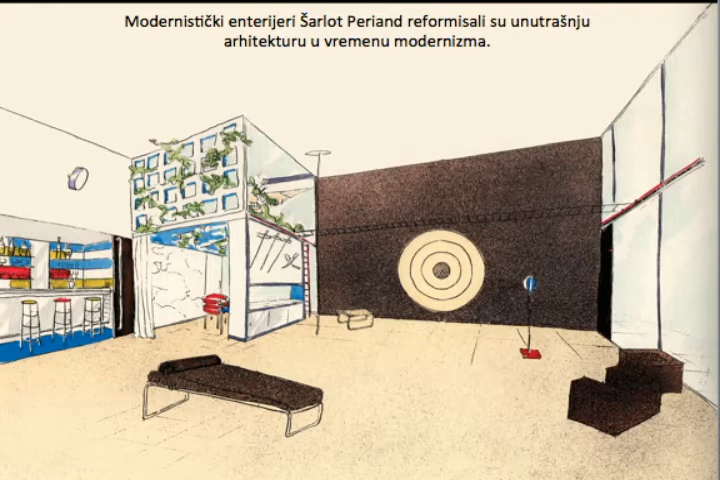 Modernistički enterijeri Šarlot Periand reformisali su unutrašnju
arhitekturu u vremenu modernizma.